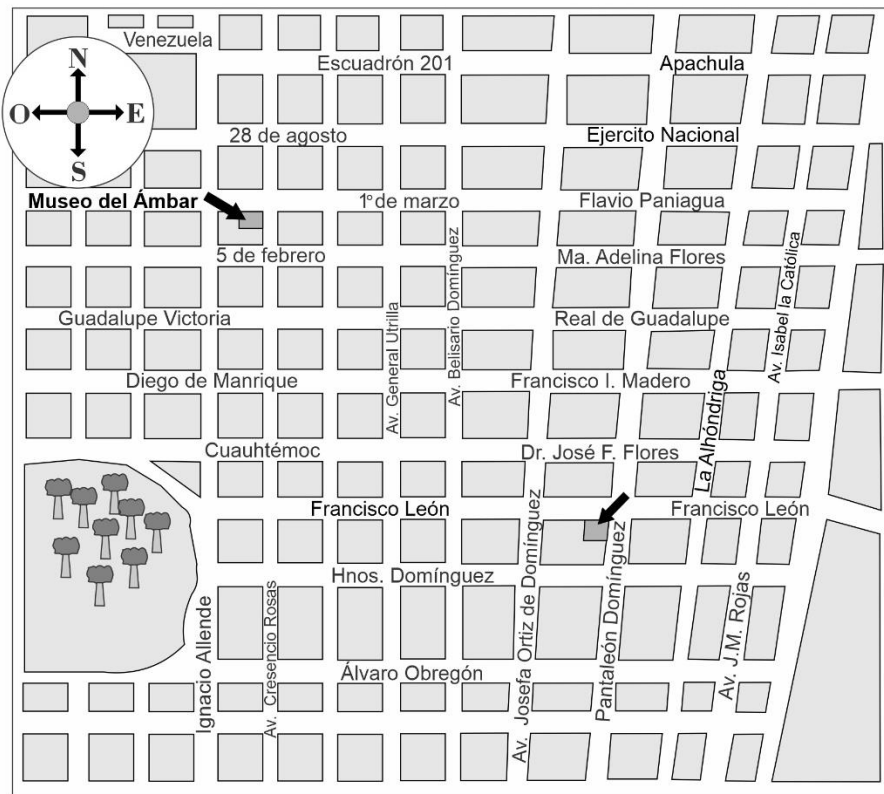 Venezuela
Escuadrón 201
Apachula
N
O
E
S
28 de agosto
Ejercito Nacional
Museo del Ámbar
1° de marzo
Flavio Paniagua
5 de febrero
Ma. Adelina Flores
Guadalupe Victoria
Real de Guadalupe
Av. General Utrilla
Av. Belisario Domínguez
Av. Isabel la Católica
Diego de Manrique
Francisco I. Madero
La Alhóndriga
Cuauhtémoc
Dr. José F. Flores
Francisco León
Francisco León
Hnos. Domínguez
Av. Josefa Ortiz de Domínguez
Pantaleón Domínguez
Av. J.M. Rojas
Ignacio Allende
Av. Cresencio Rosas
Álvaro Obregón